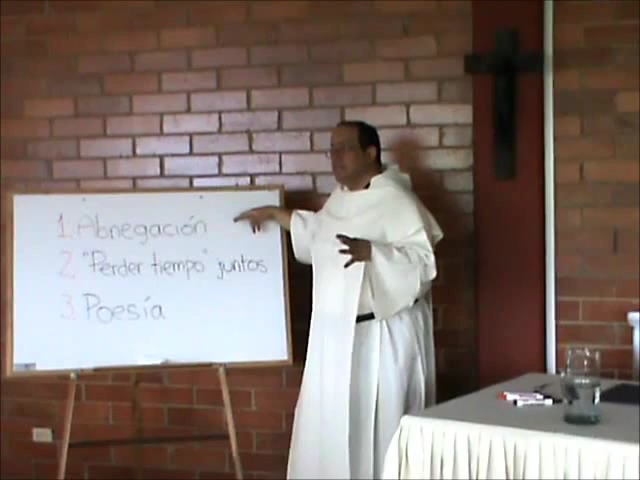 1. Abnegación
2. "Perder tiempo" juntos
3. Poesía